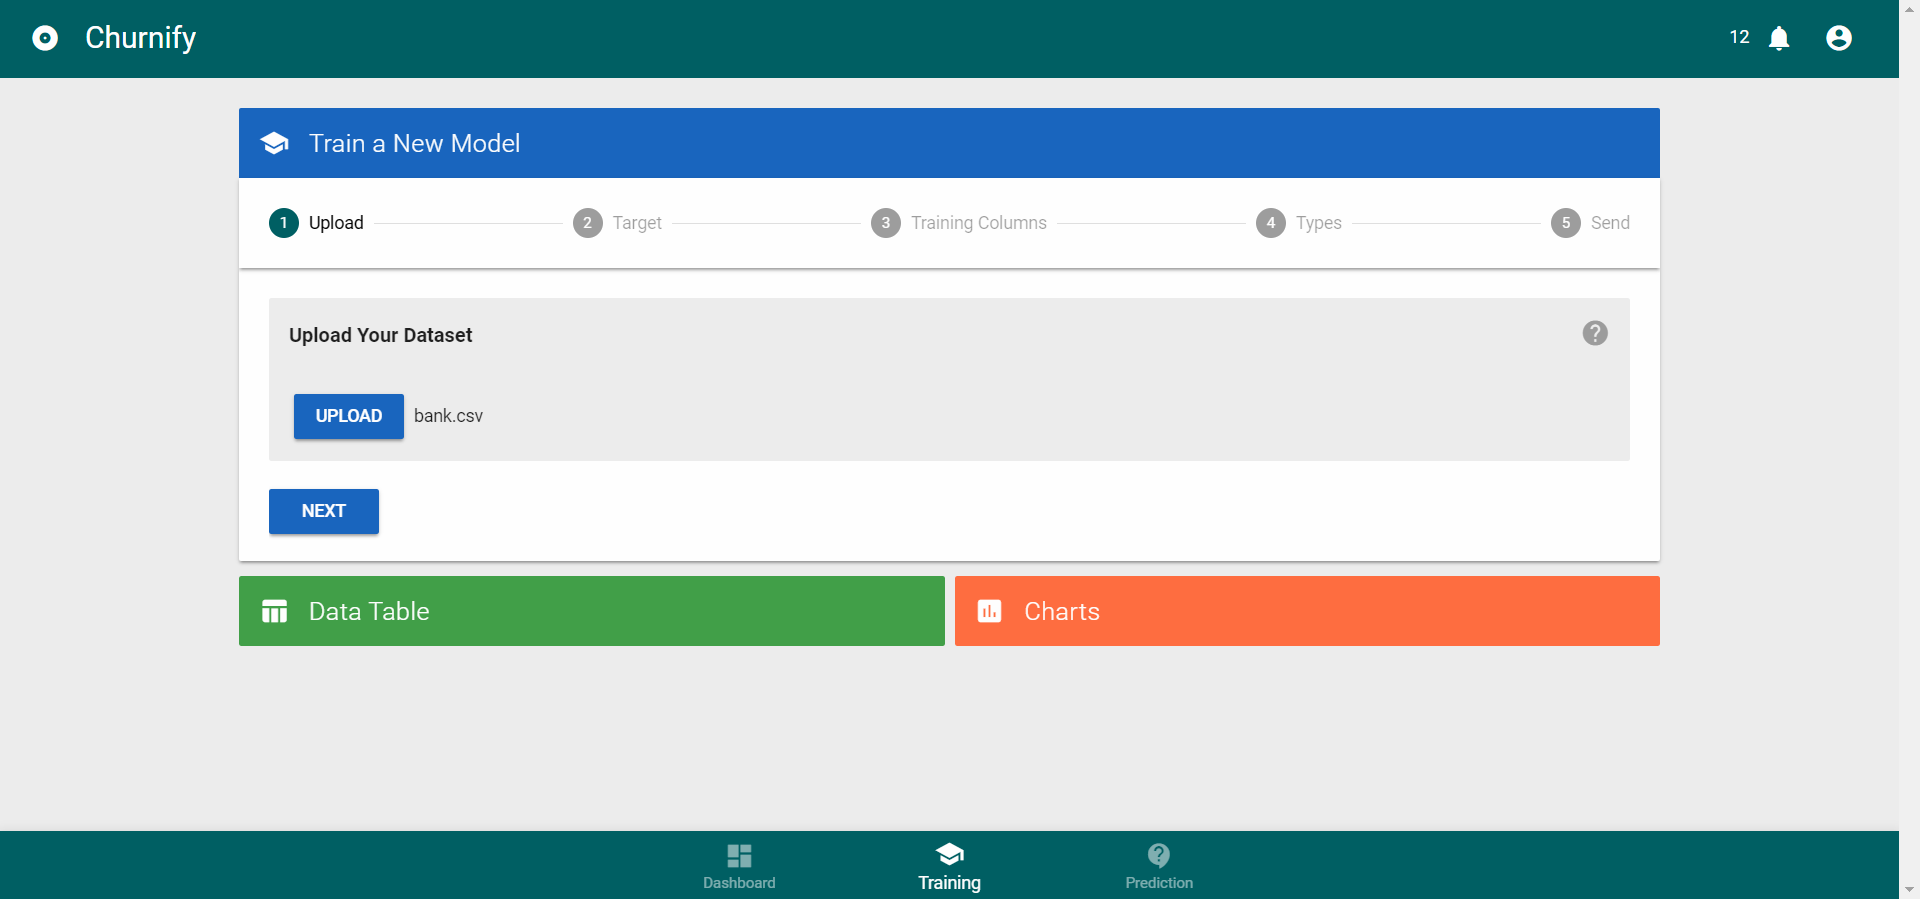 Churnify
12
Train a New Model
1 Upload
2 Target
3 Training Columns
4 Types
5 Send
Upload Your Dataset
?
UPLOAD bank.csv
NEXT
Data Table
Charts
Dashboard
Training
Prediction